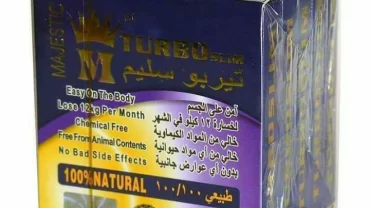 MAJESTIC
TURBO SLIM
M تيربو سليم
Easy On The Body
Lose 12kg Per Month
Chemical Free
Free From Animal Contents
No Bad Side Effects
آمن على الجسم
لخسارة ١٢ كيلو في الشهر
خالي من المواد الكيماوية
خالي من أي مواد حيوانية
بدون أي عوارض جانبية
100% NATURAL طبيعي ١٠٠/١٠٠